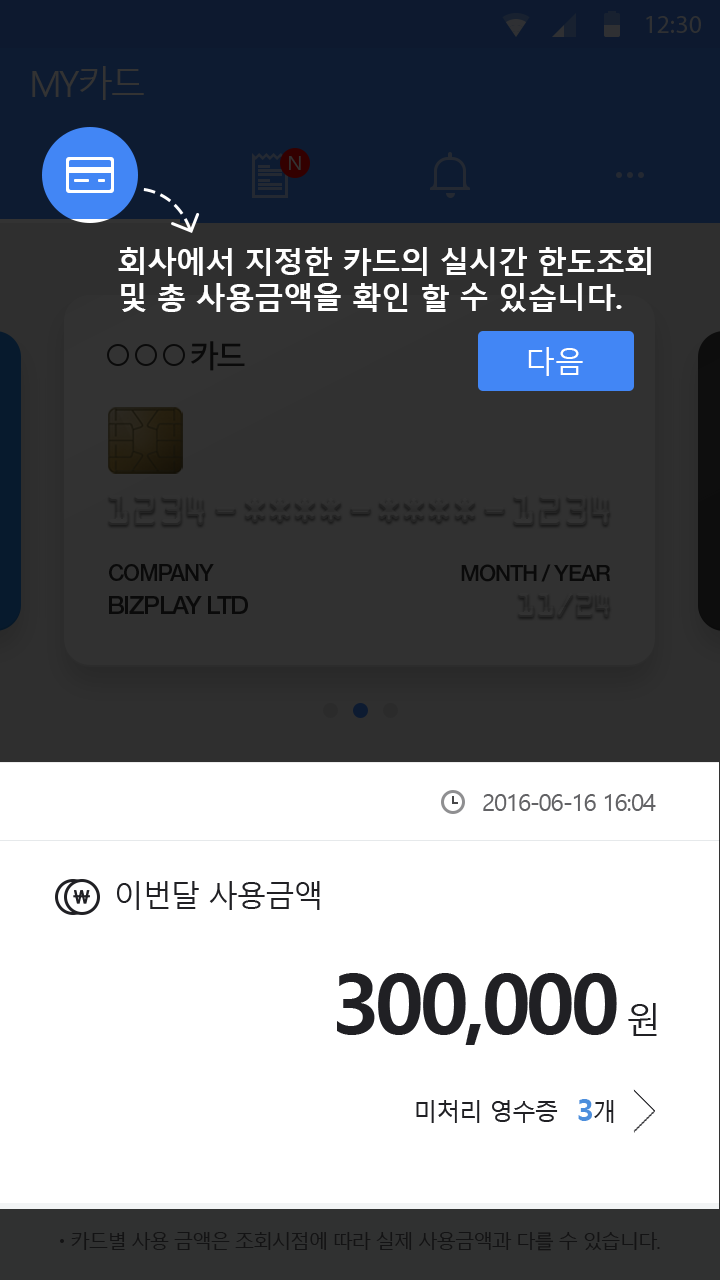 12:30
MY카드
N
회사에서 지정한 카드의 실시간 한도조회
및 총 사용금액을 확인 할 수 있습니다.
다음
○○○카드
1234-****-****-1234
COMPANY
MONTH / YEAR
BIZPLAY LTD
11/24
2016-06-16 16:04
₩ 이번달 사용금액
300,000 원
미처리 영수증 3개
• 카드별 사용 금액은 조회시점에 따라 실제 사용금액과 다를 수 있습니다.